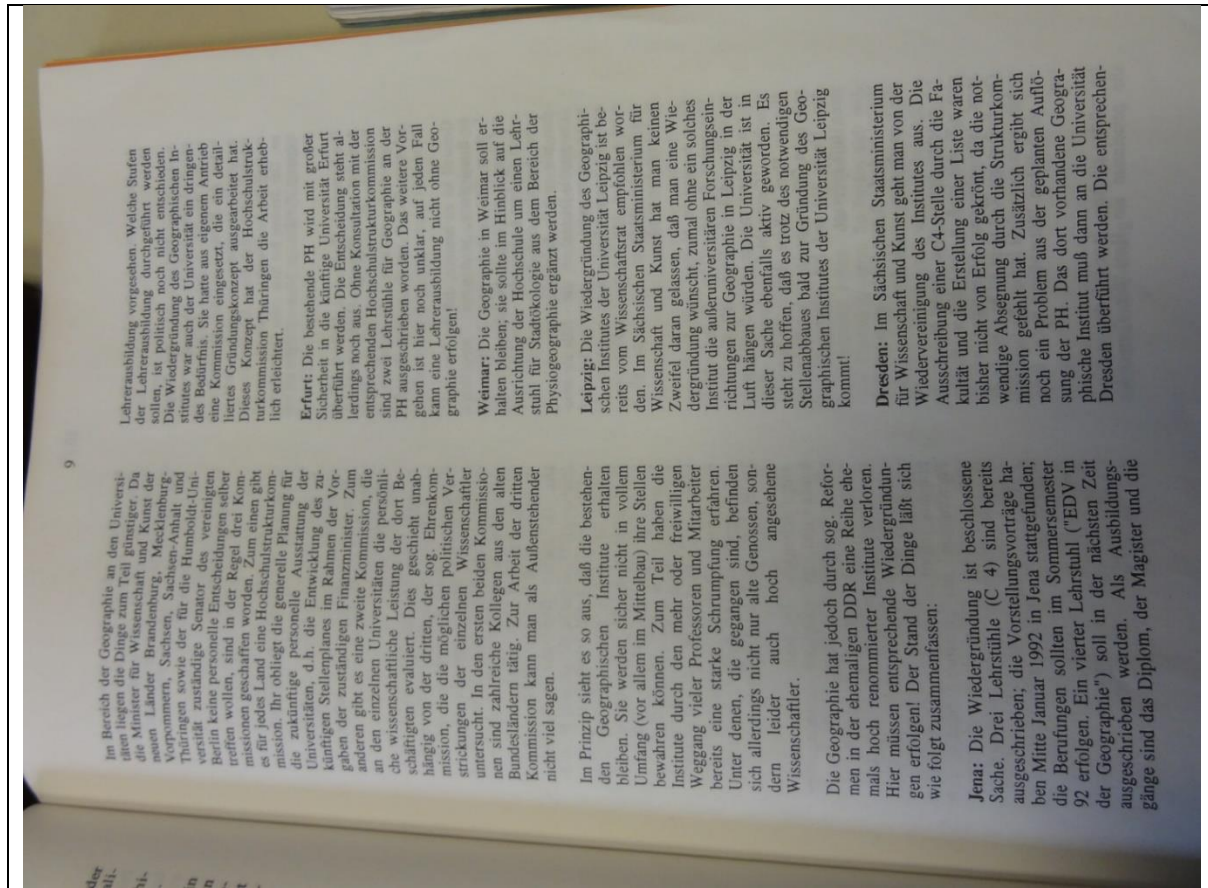 9
Im Bereich der Geographie an den Universi-
täten liegen die Dinge zum Teil günstiger. Da
die Minister für Wissenschaft und Kunst der
neuen Länder Brandenburg, Mecklenburg-
Vorpommern, Sachsen, Sachsen-Anhalt und
Thüringen sowie der für die Humboldt-Uni-
versität zuständige Senator des vereinigten
Berlin keine personelle Entscheidungen selber
treffen wollen, sind in der Regel drei Kom-
missionen geschaffen worden. Zum einen gibt
es für jedes Land eine Hochschulstrukturkom-
mission. Ihr obliegt die generelle Planung für
die zukünftige personelle Ausstattung der
Universitäten, d.h. die Entwicklung des zu-
künftigen Stellenplanes im Rahmen der Vor-
gaben der zuständigen Finanzminister. Zum
anderen gibt es eine zweite Kommission, die
an den einzelnen Universitäten die persönli-
che wissenschaftliche Leistung der dort Be-
schäftigten evaluiert. Dies geschieht unab-
hängig von der dritten, der sog. Ehrenkom-
mission, die die möglichen politischen Ver-
strickungen der einzelnen Wissenschaftler
untersucht. In den ersten beiden Kommissio-
nen sind zahlreiche Kollegen aus den alten
Bundesländern tätig. Zur Arbeit der dritten
Kommission kann man als Außenstehender
nicht viel sagen.
Im Prinzip sieht es so aus, daß die bestehen-
den Geographischen Institute erhalten
bleiben. Sie werden sicher nicht in vollem
Umfang (vor allem im Mittelbau) ihre Stellen
bewahren können. Zum Teil haben die
Institute durch den mehr oder freiwilligen
Weggang vieler Professoren und Mitarbeiter
bereits eine starke Schrumpfung erfahren.
Unter denen, die gegangen sind, befinden
sich allerdings nicht nur alte Genossen, son-
dern leider auch hoch angesehene
Wissenschaftler.
Die Geographie hat jedoch durch sog. Refor-
men in der ehemaligen DDR eine Reihe ehe-
mals hoch renommierter Institute verloren.
Hier müssen entsprechende Wiedergründun-
gen erfolgen! Der Stand der Dinge läßt sich
wie folgt zusammenfassen:
Jena: Die Wiedergründung ist beschlossene
Sache. Drei Lehrstühle (C 4) sind bereits
ausgeschrieben; die Vorstellungsvorträge ha-
ben Mitte Januar 1992 in Jena stattgefunden;
die Berufungen sollten im Sommersemester
92 erfolgen. Ein vierter Lehrstuhl ("EDV in
der Geographie") soll in der nächsten Zeit
ausgeschrieben werden. Als Ausbildungs-
gänge sind das Diplom, der Magister und die
Lehrerausbildung vorgesehen. Welche Stufen
der Lehrerausbildung durchgeführt werden
sollen, ist politisch noch nicht entschieden.
Die Wiedergründung des Geographischen In-
stitutes war auch der Universität ein dringen-
des Bedürfnis. Sie hatte aus eigenem Antrieb
eine Kommission eingesetzt, die ein detail-
liertes Gründungskonzept ausgearbeitet hat.
Dieses Konzept hat der Hochschulstruk-
turkommission Thüringen die Arbeit erheb-
lich erleichtert.
Erfurt: Die bestehende PH wird mit großer
Sicherheit in die künftige Universität Erfurt
überführt werden. Die Entscheidung steht al-
lerdings noch aus. Ohne Konsultation mit der
entsprechenden Hochschulstrukturkommission
sind zwei Lehrstühle für Geographie an der
PH ausgeschrieben worden. Das weitere Vor-
gehen ist hier noch unklar, auf jeden Fall
kann eine Lehrerausbildung nicht ohne Geo-
graphie erfolgen!
Weimar: Die Geographie in Weimar soll er-
halten bleiben; sie sollte im Hinblick auf die
Ausrichtung der Hochschule um einen Lehr-
stuhl für Stadtökologie aus dem Bereich der
Physiogeographie ergänzt werden.
Leipzig: Die Wiedergründung des Geographi-
schen Institutes der Universität Leipzig ist be-
reits vom Wissenschaftsrat empfohlen wor-
den. Im Sächsischen Staatsministerium für
Wissenschaft und Kunst hat man keinen
Zweifel daran gelassen, daß man eine Wie-
dergründung wünscht, zumal ohne ein solches
Institut die außeruniversitären Forschungsein-
richtungen zur Geographie in Leipzig in der
Luft hängen würden. Die Universität ist in
dieser Sache ebenfalls aktiv geworden. Es
steht zu hoffen, daß es trotz des notwendigen
Stellenabbaues bald zur Gründung des Geo-
graphischen Institutes der Universität Leipzig
kommt!
Dresden: Im Sächsischen Staatsministerium
für Wissenschaft und Kunst geht man von der
Wiedervereinigung des Institutes aus. Die
Ausschreibung einer C4-Stelle durch die Fa-
kultät und die Erstellung einer Liste waren
bisher nicht von Erfolg gekrönt, da die not-
wendige Absegnung durch die Strukturkom-
mission gefehlt hat. Zusätzlich ergibt sich
noch ein Problem aus der geplanten Auflö-
sung der PH. Das dort vorhandene Geogra-
phische Institut muß dann an die Universität
Dresden überführt werden. Die entsprechen-